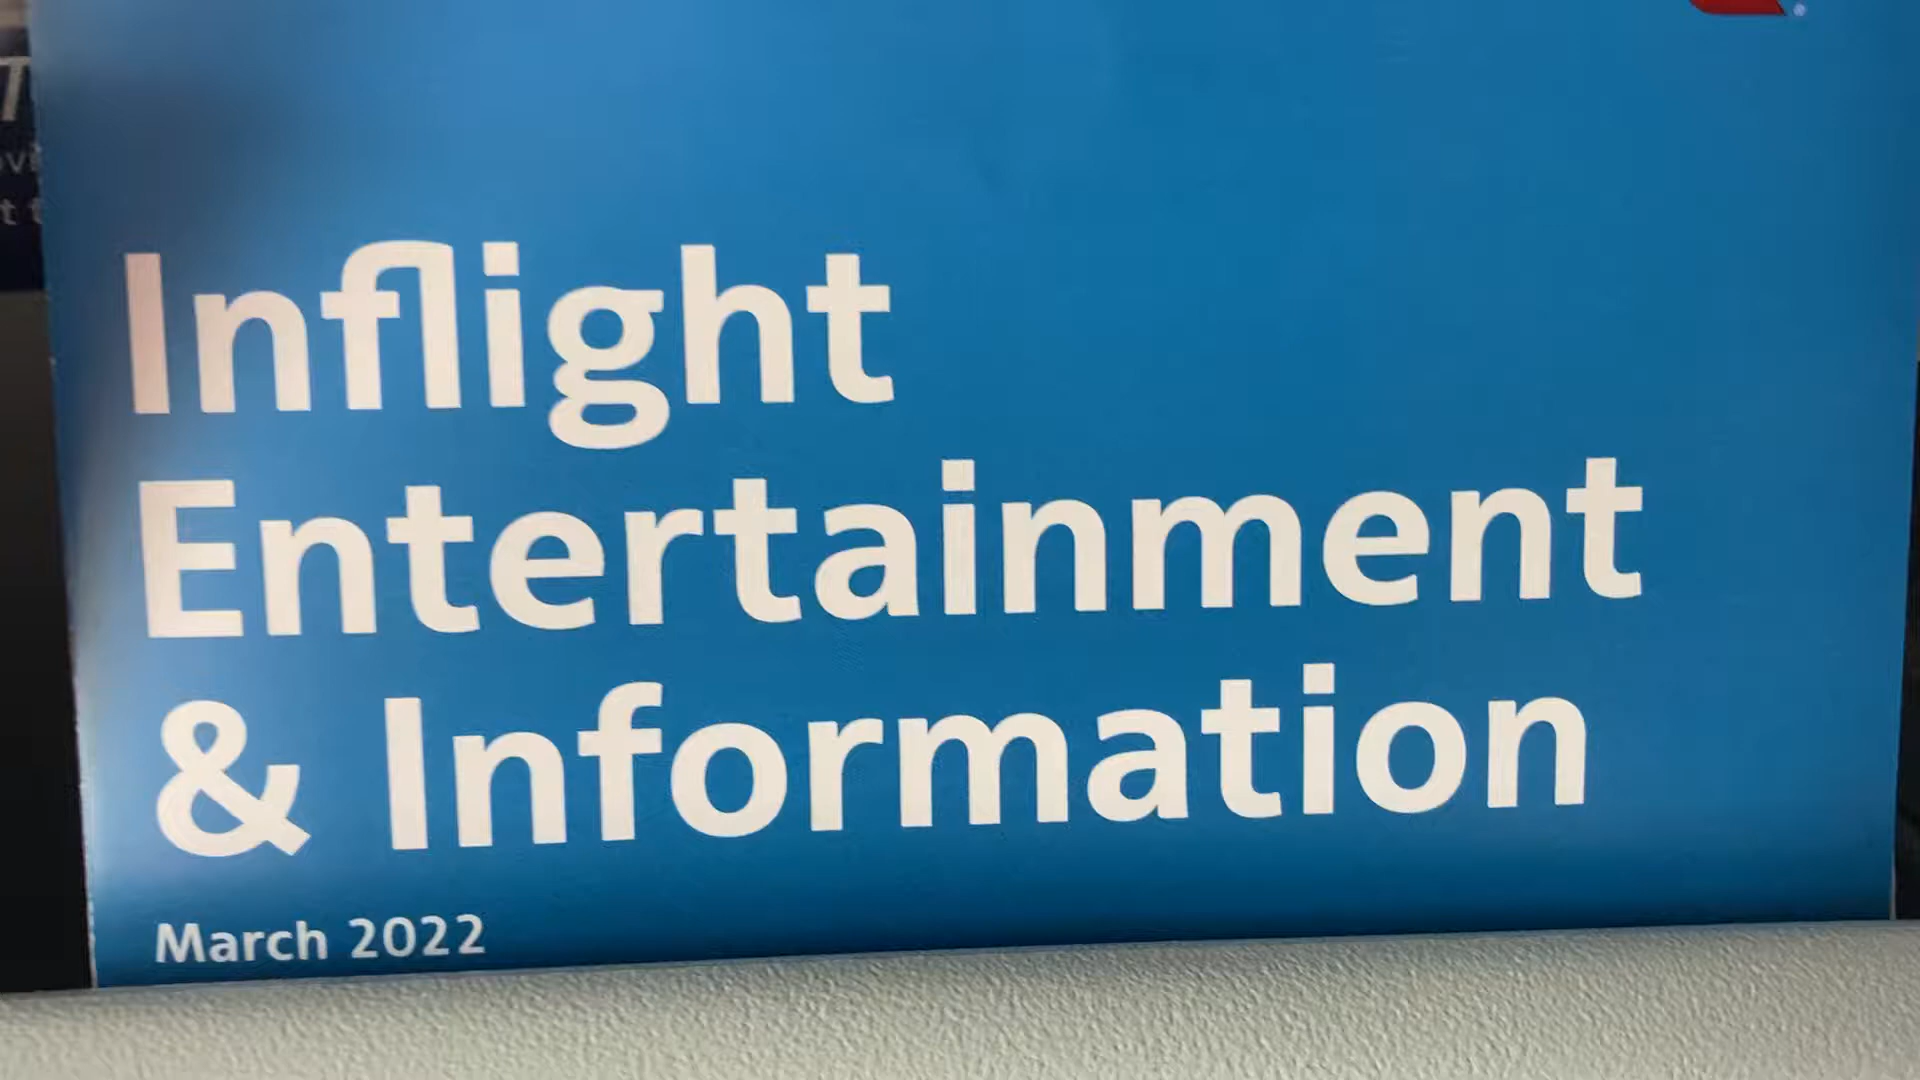 Inflight
Entertainment
& Information
March 2022